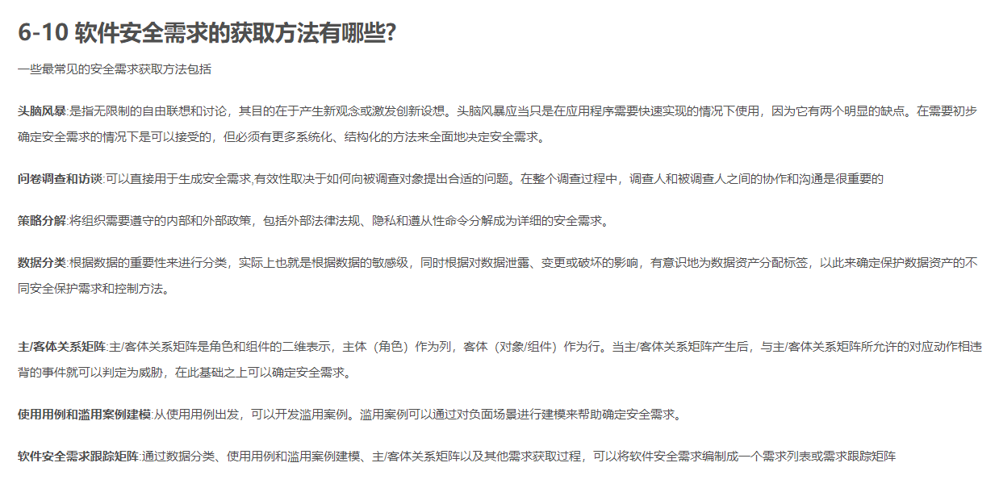 6-10 软件安全需求的获取方法有哪些?
一些最常见的安全需求获取方法包括
头脑风暴:是指无限制的自由联想和讨论，其目的在于产生新观念或激发创新设想。头脑风暴应当只是在应用程序需要快速实现的情况下使用，因为它有两个明显的缺点。在需要初步
确定安全需求的情况下是可以接受的，但必须有更多系统化、结构化的方法来全面地决定安全需求。
问卷调查和访谈:可以直接用于生成安全需求,有效性取决于如何向被调查对象提出合适的问题。在整个调查过程中，调查人和被调查人之间的协作和沟通是很重要的
策略分解:将组织需要遵守的内部和外部政策，包括外部法律法规、隐私和遵从性命令分解成为详细的安全需求。
数据分类:根据数据的重要性来进行分类，实际上也就是根据数据的敏感级，同时根据对数据泄露、变更或破坏的影响，有意识地为数据资产分配标签，以此来确定保护数据资产的不
同安全保护需求和控制方法。
主/客体关系矩阵:主/客体关系矩阵是角色和组件的二维表示，主体（角色）作为列，客体（对象/组件）作为行。当主/客体关系矩阵产生后，与主/客体关系矩阵所允许的对应动作相违
背的事件就可以判定为威胁，在此基础之上可以确定安全需求。
使用用例和滥用案例建模:从使用用例出发，可以开发滥用案例。滥用案例可以通过对负面场景进行建模来帮助确定安全需求。
软件安全需求跟踪矩阵:通过数据分类、使用用例和滥用案例建模、主/客体关系矩阵以及其他需求获取过程，可以将软件安全需求编制成一个需求列表或需求跟踪矩阵